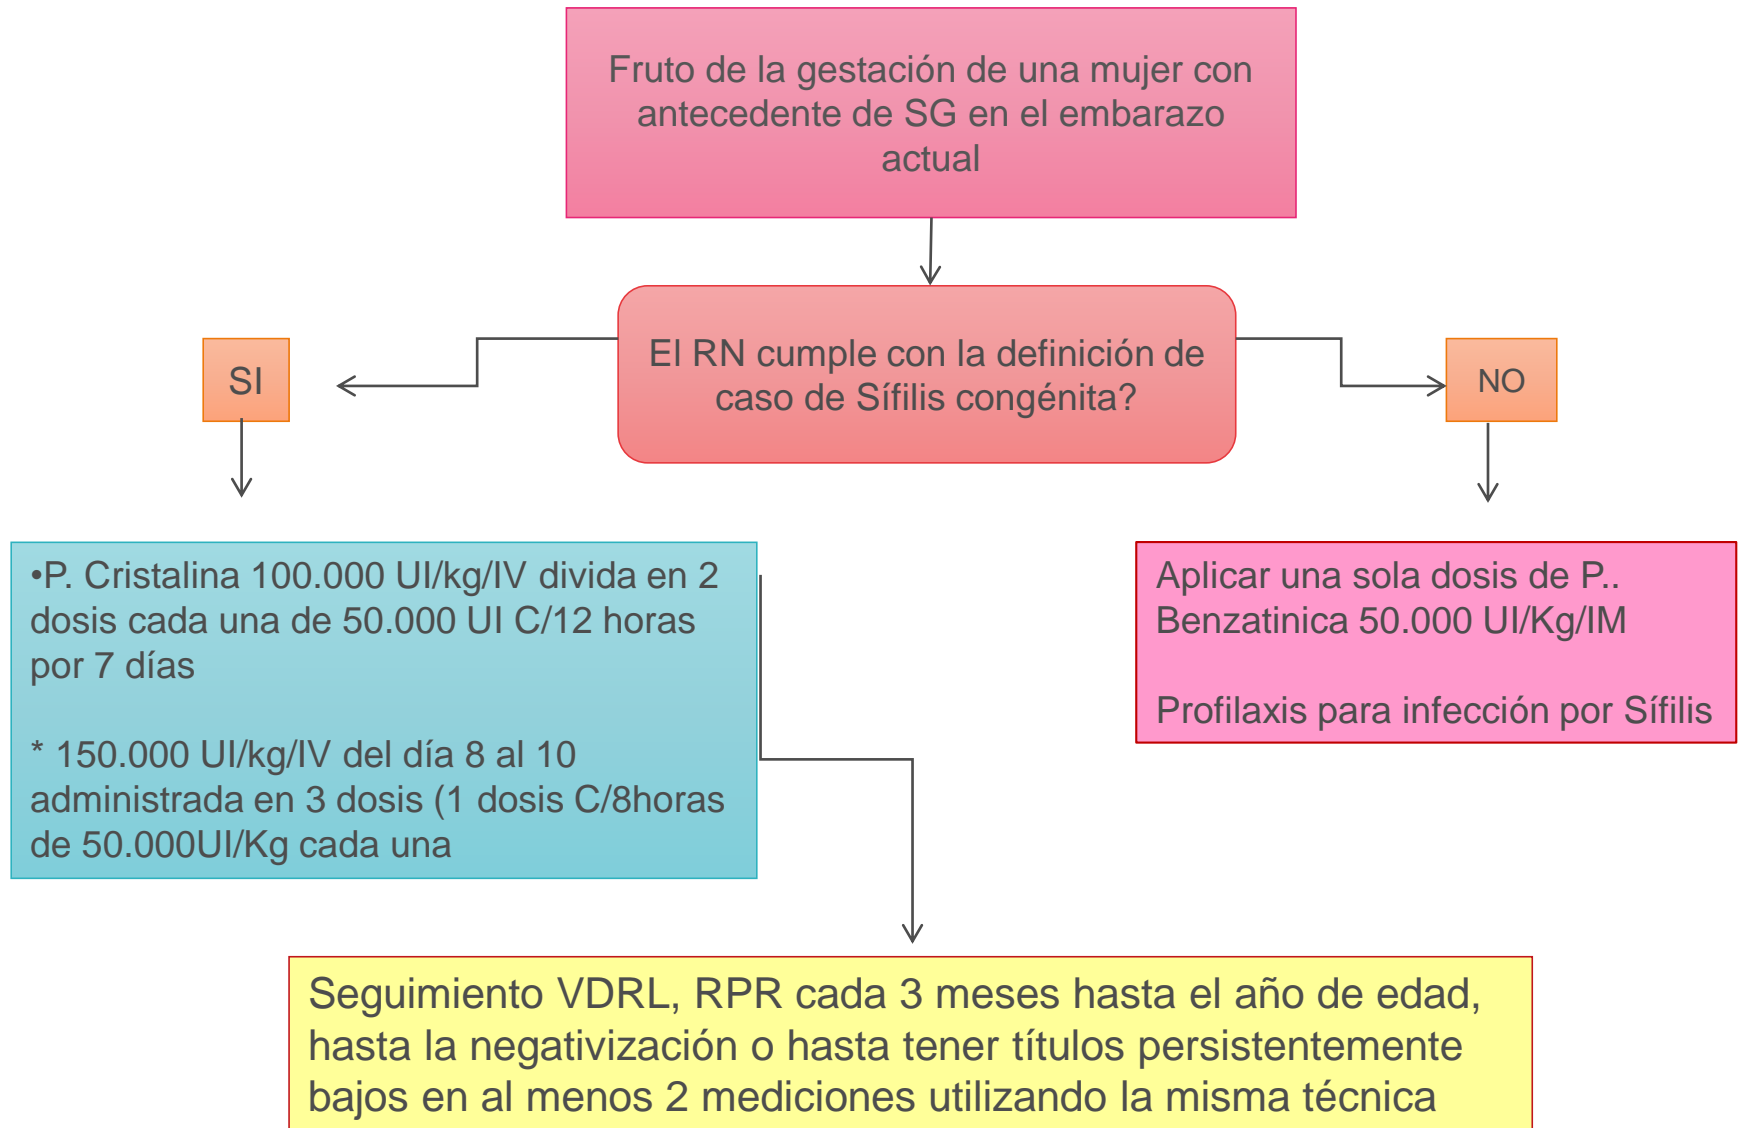 Fruto de la gestación de una mujer con
antecedente de SG en el embarazo
actual
El RN cumple con la definición de
caso de Sífilis congénita?
SI
NO
•P. Cristalina 100.000 UI/kg/IV divida en 2
dosis cada una de 50.000 UI C/12 horas
por 7 días
* 150.000 UI/kg/IV del día 8 al 10
administrada en 3 dosis (1 dosis C/8horas
de 50.000UI/Kg cada una
Aplicar una sola dosis de P..
Benzatinica 50.000 UI/Kg/IM
Profilaxis para infección por Sífilis
Seguimiento VDRL, RPR cada 3 meses hasta el año de edad,
hasta la negativización o hasta tener títulos persistentemente
bajos en al menos 2 mediciones utilizando la misma técnica